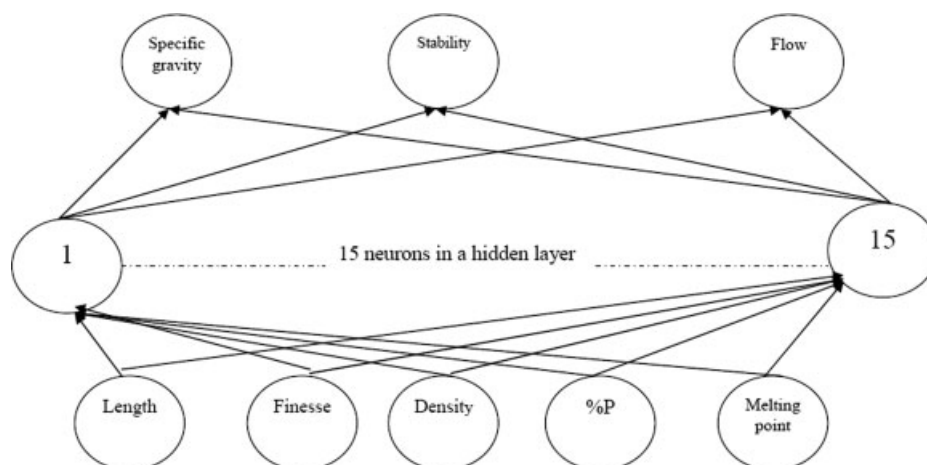 Specific
gravity
Stability
Flow
1
15 neurons in a hidden layer
15
Length
Finesse
Density
%P
Melting
point